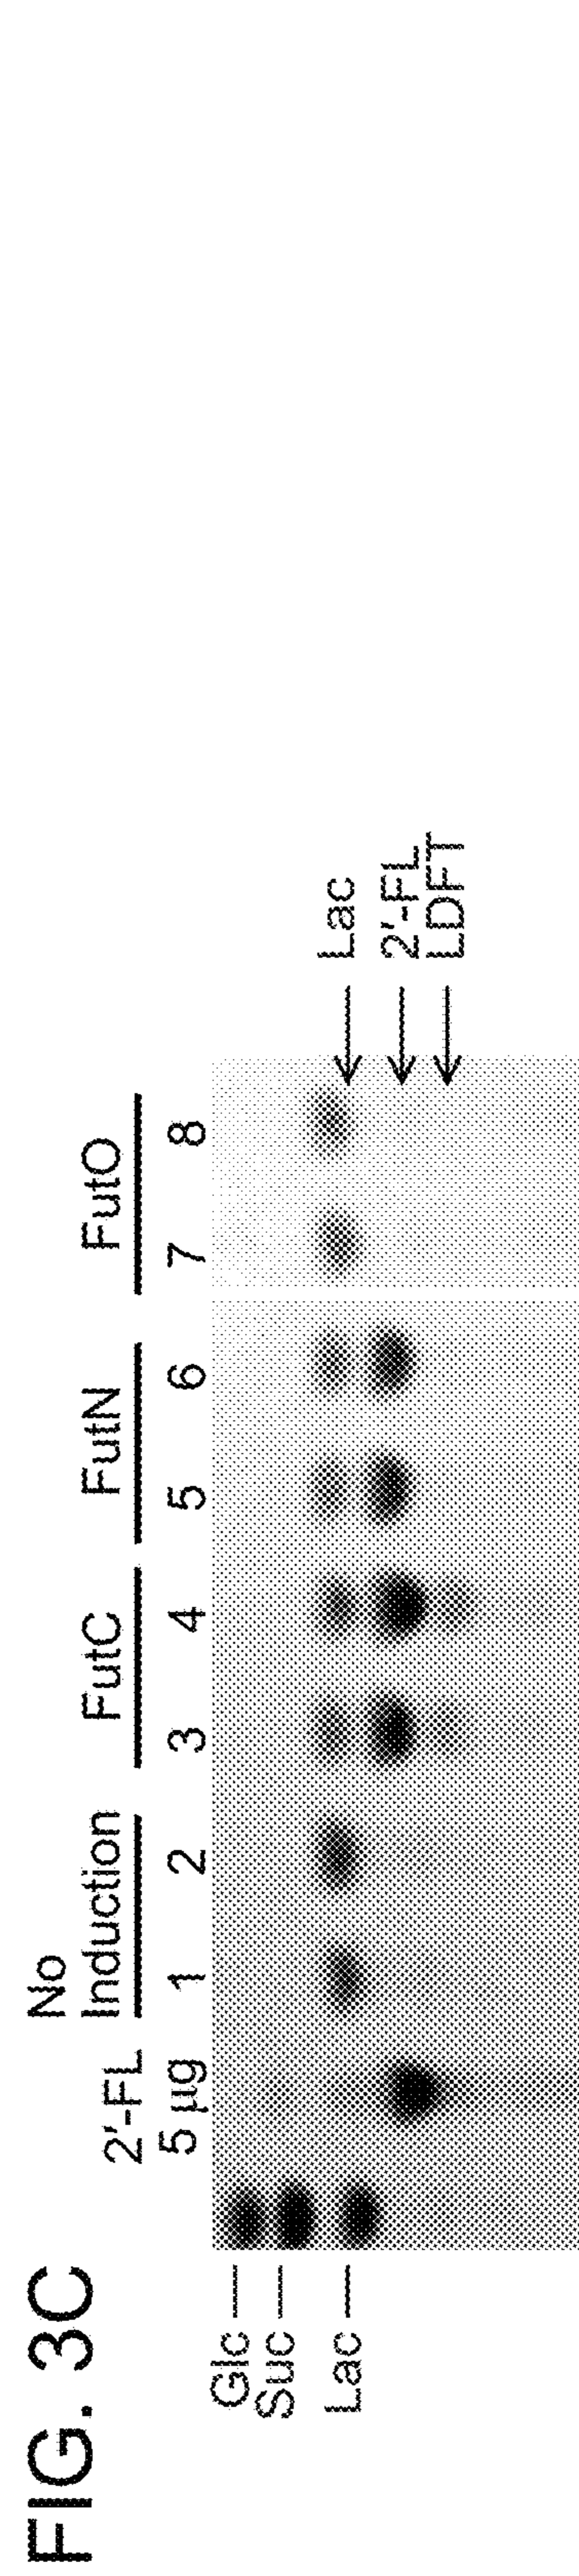 FIG. 3C
2'-FL
5 µg
No
Induction
FutC
FutN
FutO
1 2 3 4 5 6 7 8
Glc
Suc
Lac
Lac
2'-FL
LDFT